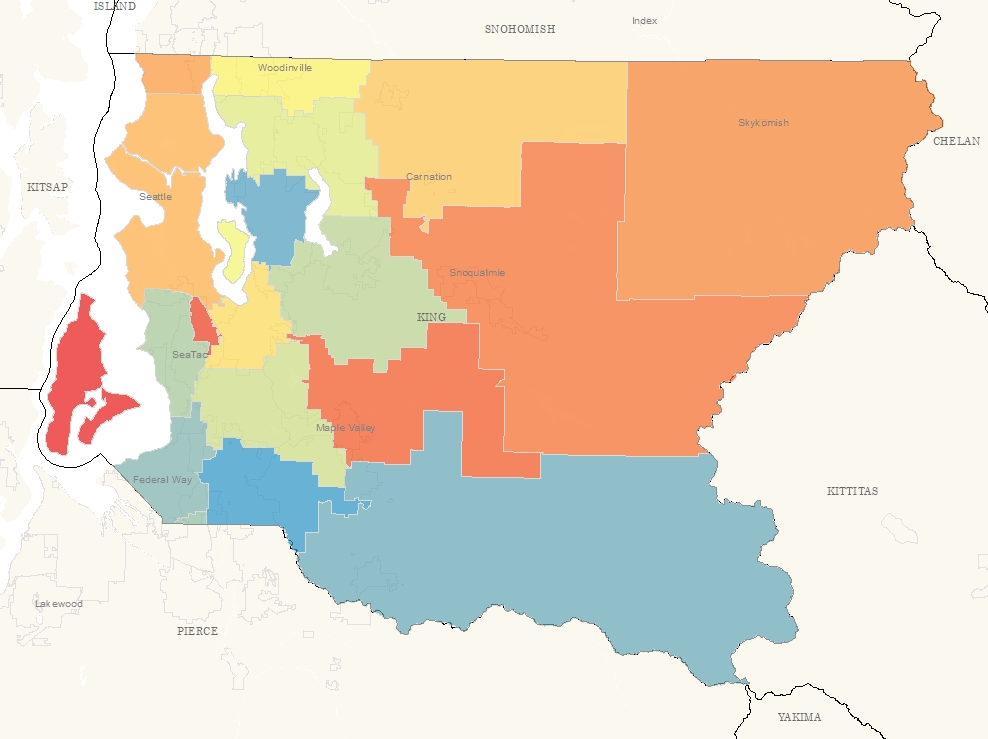 ISLAND
Index
SNOHOMISH
Woodinville
Skykomish
CHELAN
Carnation
KITSAP
Seattle
Snoqualmie
KING
SeaTac
Maple Valley
Federal Way
KITTITAS
Lakewood
PIERCE
YAKIMA